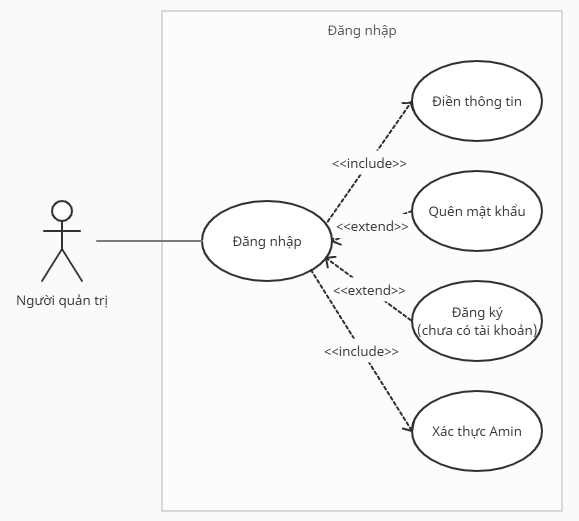 Đăng nhập
Điền thông tin
<<include>>
Quên mật khẩu
<<extend>>
Đăng nhập
<<extend>>
Người quản trị
Đăng ký
(chưa có tài khoản)
<<include>>
Xác thực Amin